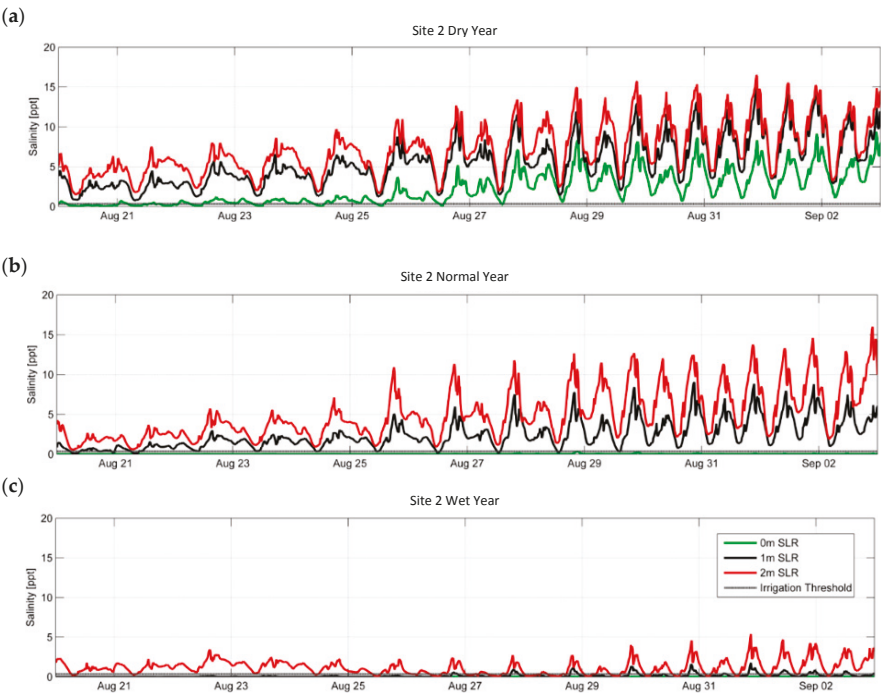 (a)
Site 2 Dry Year
20
15
10
5
0
Salinity [ppt]
Aug 21 Aug 23 Aug 25 Aug 27 Aug 29 Aug 31 Sep 02
(b)
Site 2 Normal Year
20
15
10
5
0
Salinity [ppt]
Aug 21 Aug 23 Aug 25 Aug 27 Aug 29 Aug 31 Sep 02
(c)
Site 2 Wet Year
20
15
10
5
0
Salinity [ppt]
0m SLR
1m SLR
2m SLR
Irrigation Threshold
Aug 21 Aug 23 Aug 25 Aug 27 Aug 29 Aug 31 Sep 02